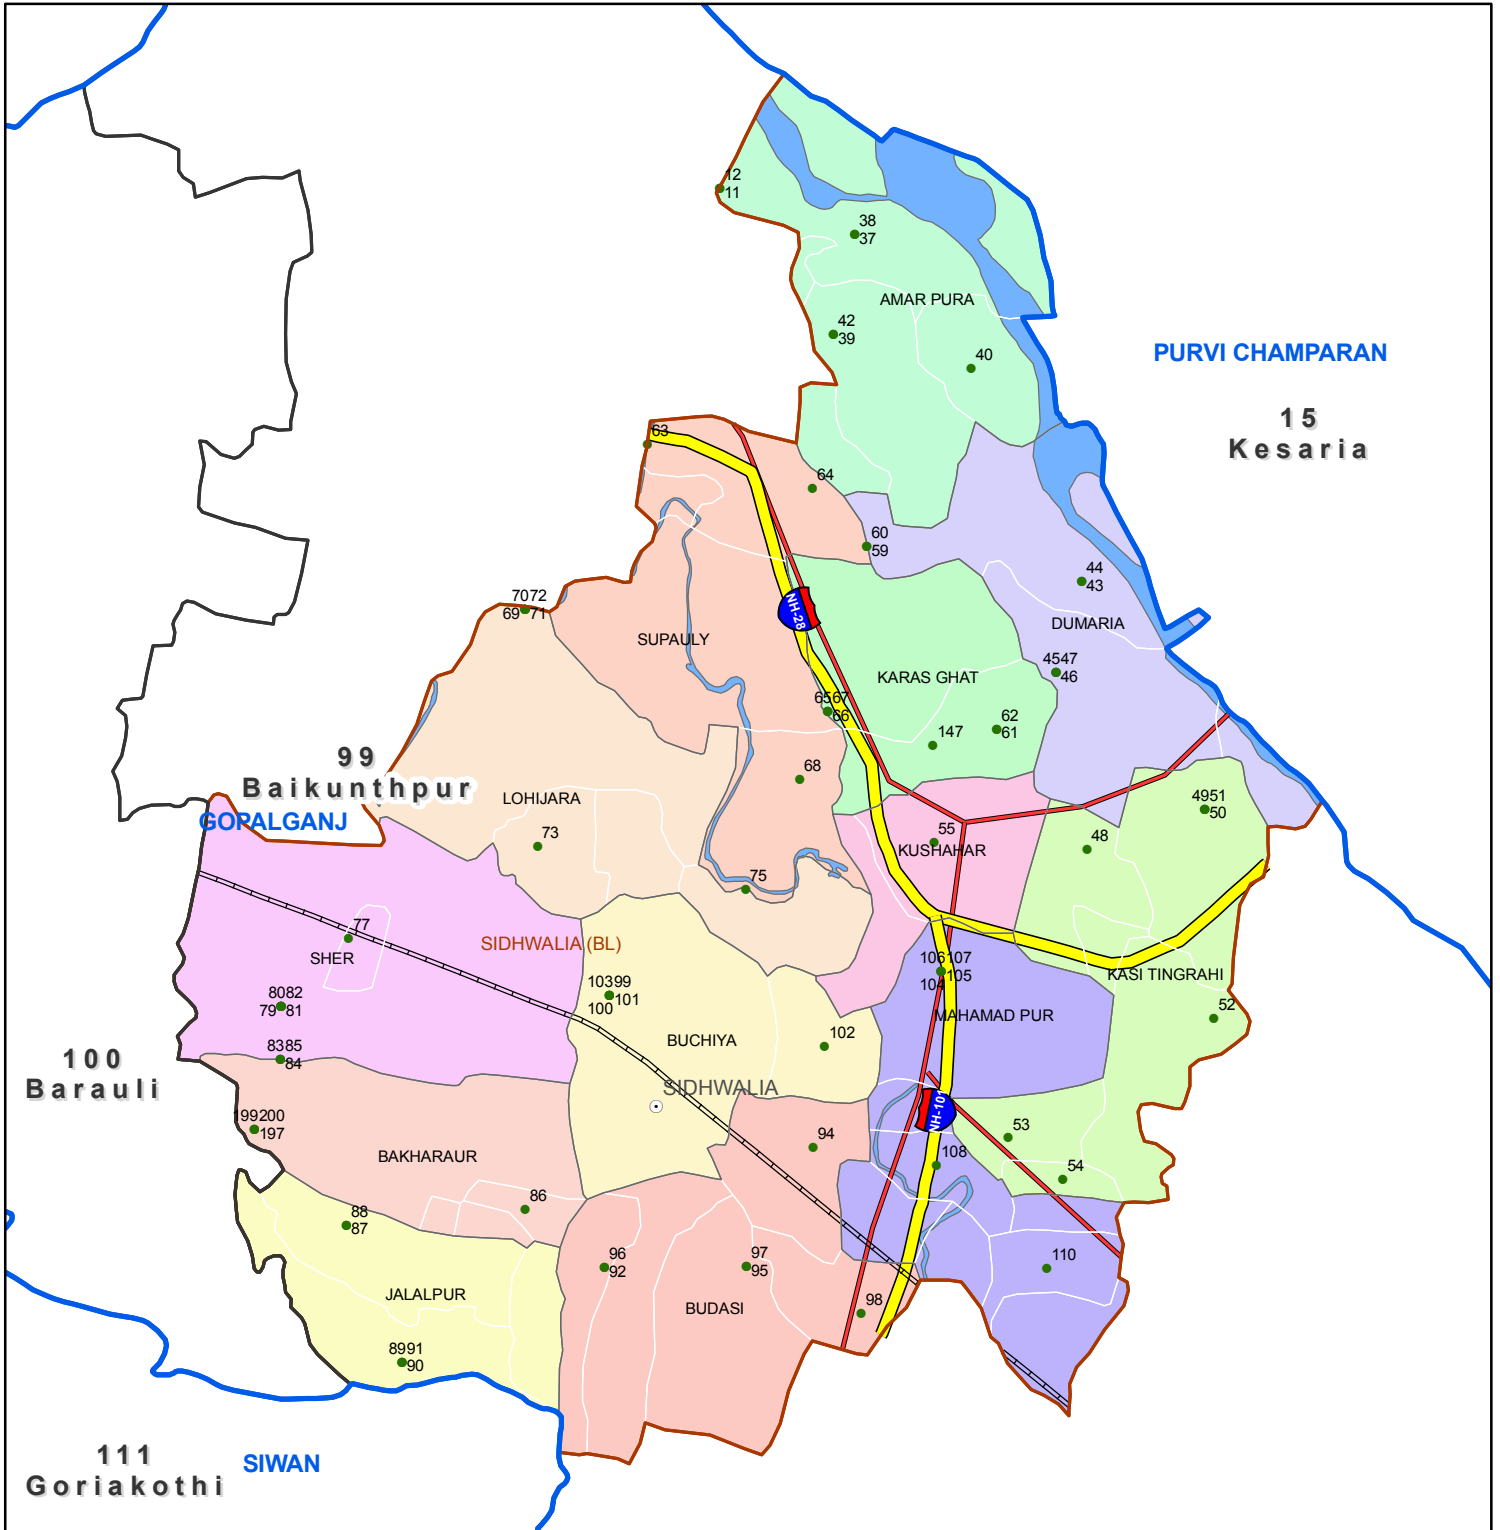 12
11
38
37
AMAR PURA
42
39
40
PURVI CHAMPARAN
15
Kesaria
63
64
60
59
44
43
7072
69 71
DUMARIA
SUPAULY
NH-28
4547
46
KARAS GHAT
6567
66
62
61
147
99
Baikunthpur
GOPALGANJ
68
LOHIJARA
73
4951
50
48
55
KUSHAHAR
75
77
SHER
SIDHWALIA (BL)
106107
104 105
KASI TINGRAHI
10399
100 101
8082
79 81
MAHAMAD PUR
52
BUCHIYA
102
8385
84
100
Barauli
SIDHWALIA
199200
197
NH-101
53
94
BAKHARAUR
108
54
86
88
87
96
92
97
95
110
JALALPUR
BUDASI
98
8991
90
111
Goriakothi
SIWAN